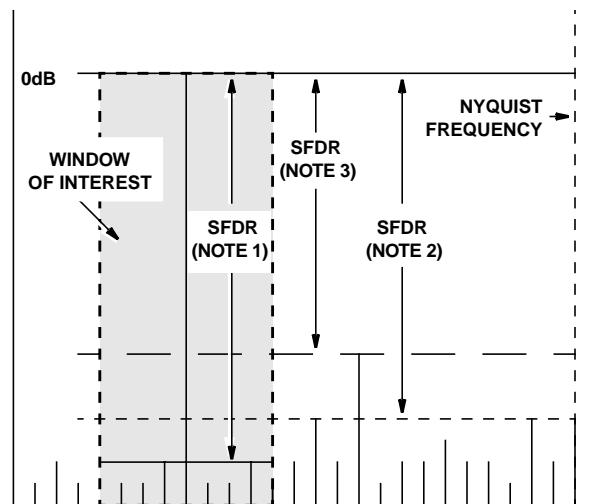 0dB
NYQUIST
FREQUENCY
WINDOW
OF INTEREST
SFDR
(NOTE 3)
SFDR
(NOTE 1)
SFDR
(NOTE 2)